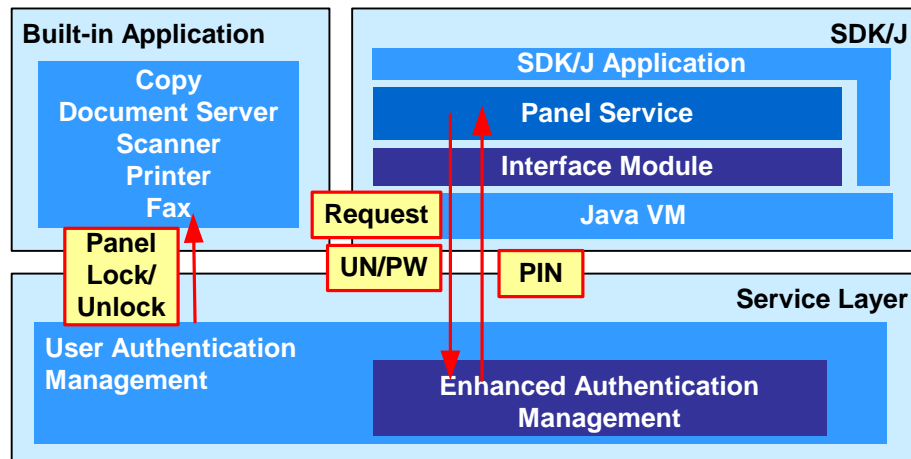 Built-in Application
Copy
Document Server
Scanner
Printer
Fax
SDK/J
SDK/J Application
Panel Service
Interface Module
Java VM
Request
UN/PW
PIN
Panel
Lock/
Unlock
Service Layer
User Authentication
Management
Enhanced Authentication
Management